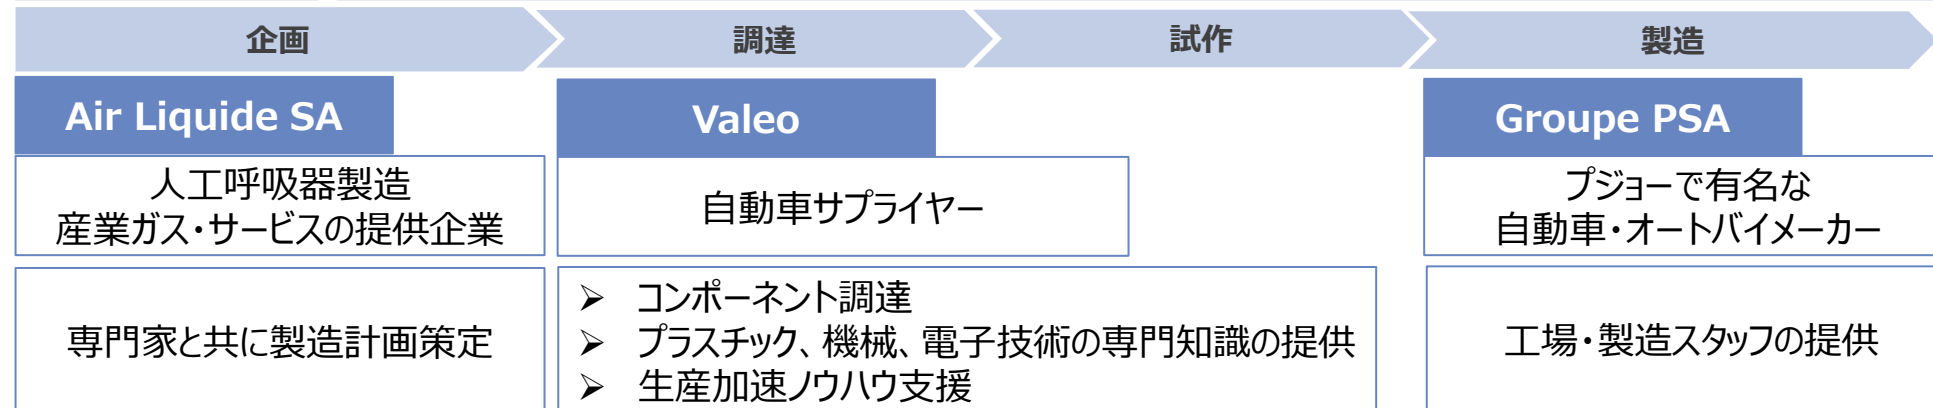 企画
調達
試作
製造
Air Liquide SA
Valeo
Groupe PSA
人工呼吸器製造
産業ガス・サービスの提供企業
自動車サプライヤー
プジョーで有名な
自動車・オートバイメーカー
専門家と共に製造計画策定
➢ コンポーネント調達
➢ プラスチック、機械、電子技術の専門知識の提供
➢ 生産加速ノウハウ支援
工場・製造スタッフの提供